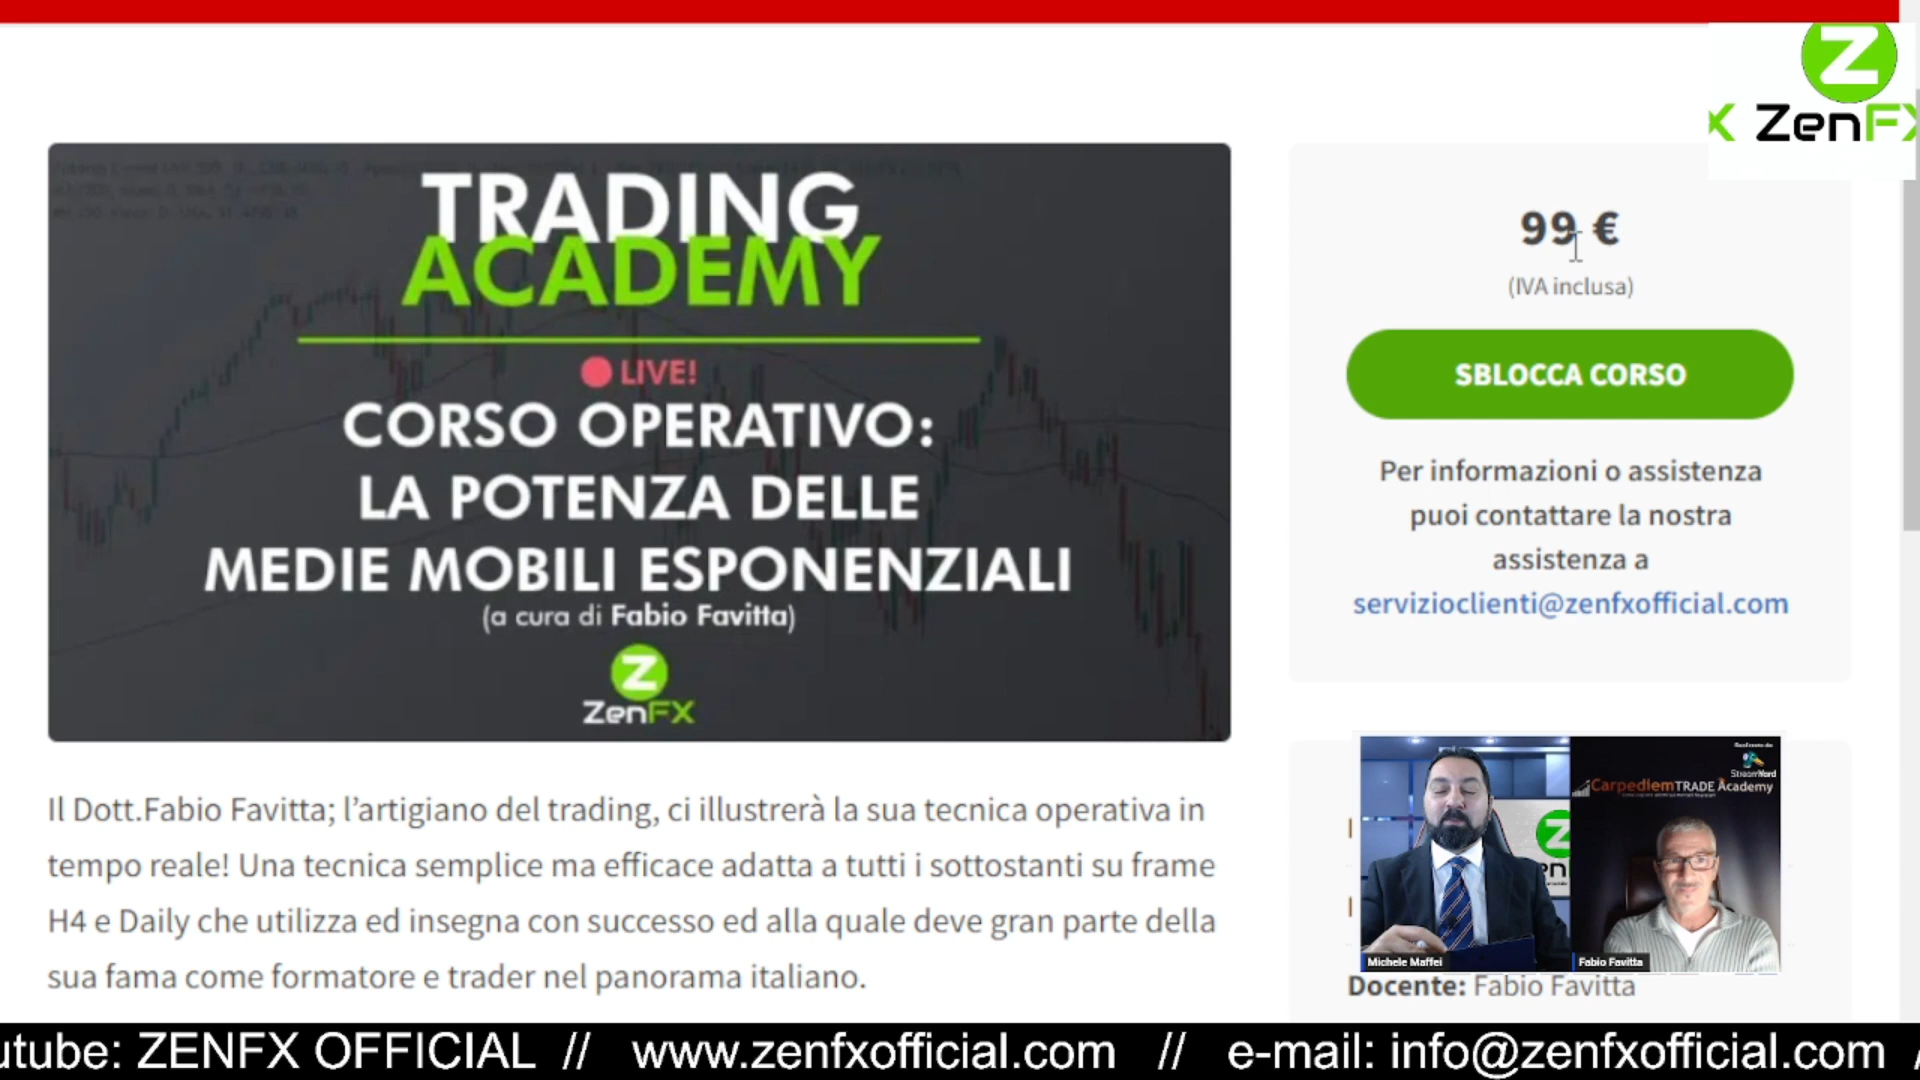 Z
ZenFX
TRADING
ACADEMY
LIVE!
CORSO OPERATIVO:
LA POTENZA DELLE
MEDIE MOBILI ESPONENZIALI
(a cura di Fabio Favitta)
Z
ZenFX
99 €
(IVA inclusa)
SBLOCCA CORSO
Per informazioni o assistenza
puoi contattare la nostra
assistenza a
servizioclienti@zenfxofficial.com
Il Dott.Fabio Favitta; l’artigiano del trading, ci illustrerà la sua tecnica operativa in
tempo reale! Una tecnica semplice ma efficace adatta a tutti i sottostanti su frame
H4 e Daily che utilizza ed insegna con successo ed alla quale deve gran parte della
sua fama come formatore e trader nel panorama italiano.
StreamYard
CarpediemTRADE Academy
Z
Michele Maffei
Fabio Favitta
Docente: Fabio Favitta
utube: ZENFX OFFICIAL // www.zenfxofficial.com // e-mail: info@zenfxofficial.com